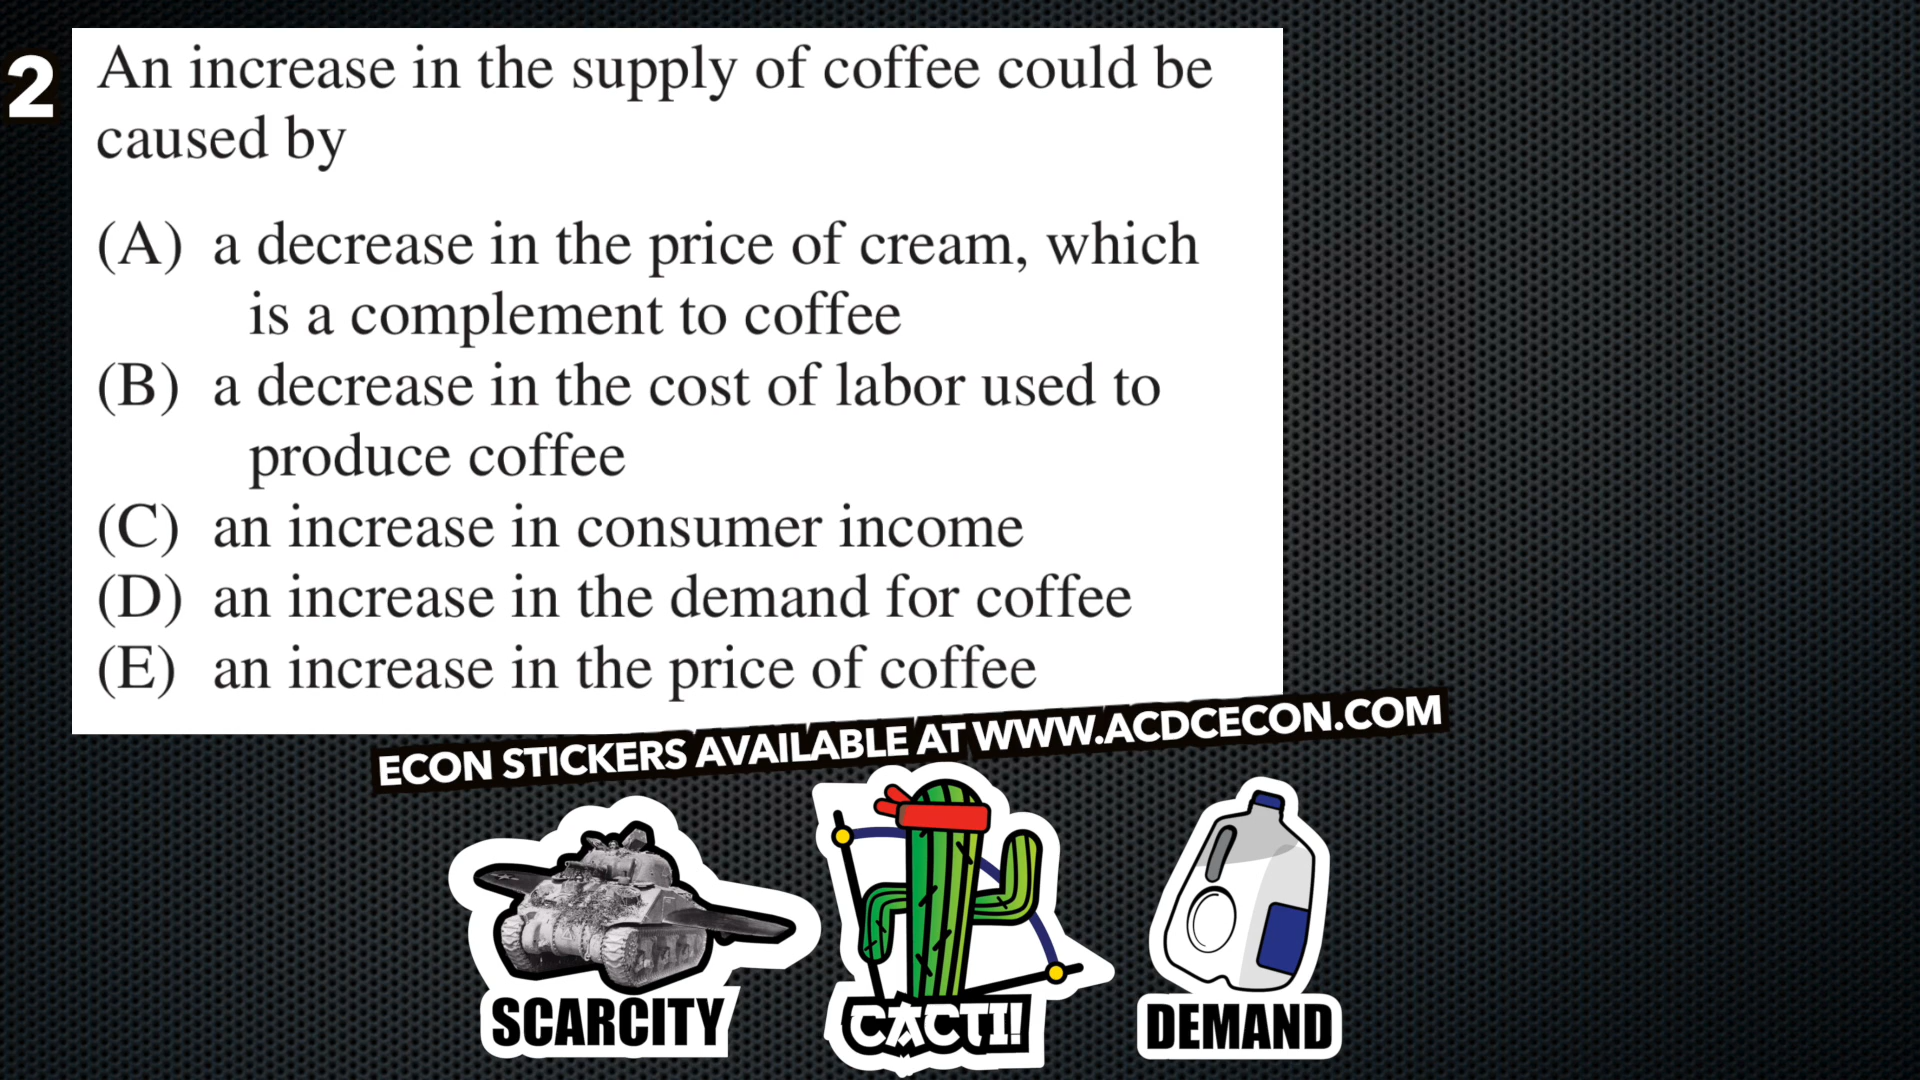 2
An increase in the supply of coffee could be
caused by
(A) a decrease in the price of cream, which
is a complement to coffee
(B) a decrease in the cost of labor used to
produce coffee
(C) an increase in consumer income
(D) an increase in the demand for coffee
(E) an increase in the price of coffee
ECON STICKERS AVAILABLE AT WWW.ACDCECON.COM
SCARCITY
CACTI!
DEMAND